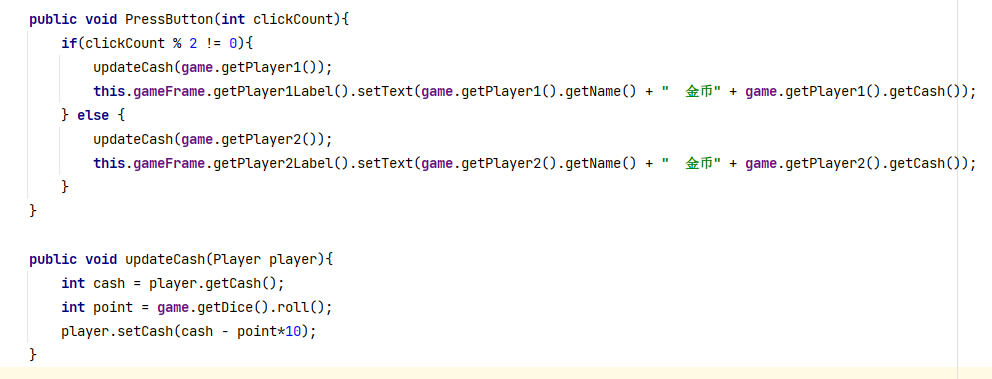 public void PressButton(int clickCount){
if(clickCount % 2 != 0){
updateCash(game.getPlayer1());
this.gameFrame.getPlayer1Label().setText(game.getPlayer1().getName() + "  金币" + game.getPlayer1().getCash());
} else {
updateCash(game.getPlayer2());
this.gameFrame.getPlayer2Label().setText(game.getPlayer2().getName() + "  金币" + game.getPlayer2().getCash());
}
}
public void updateCash(Player player){
int cash = player.getCash();
int point = game.getDice().roll();
player.setCash(cash - point*10);
}